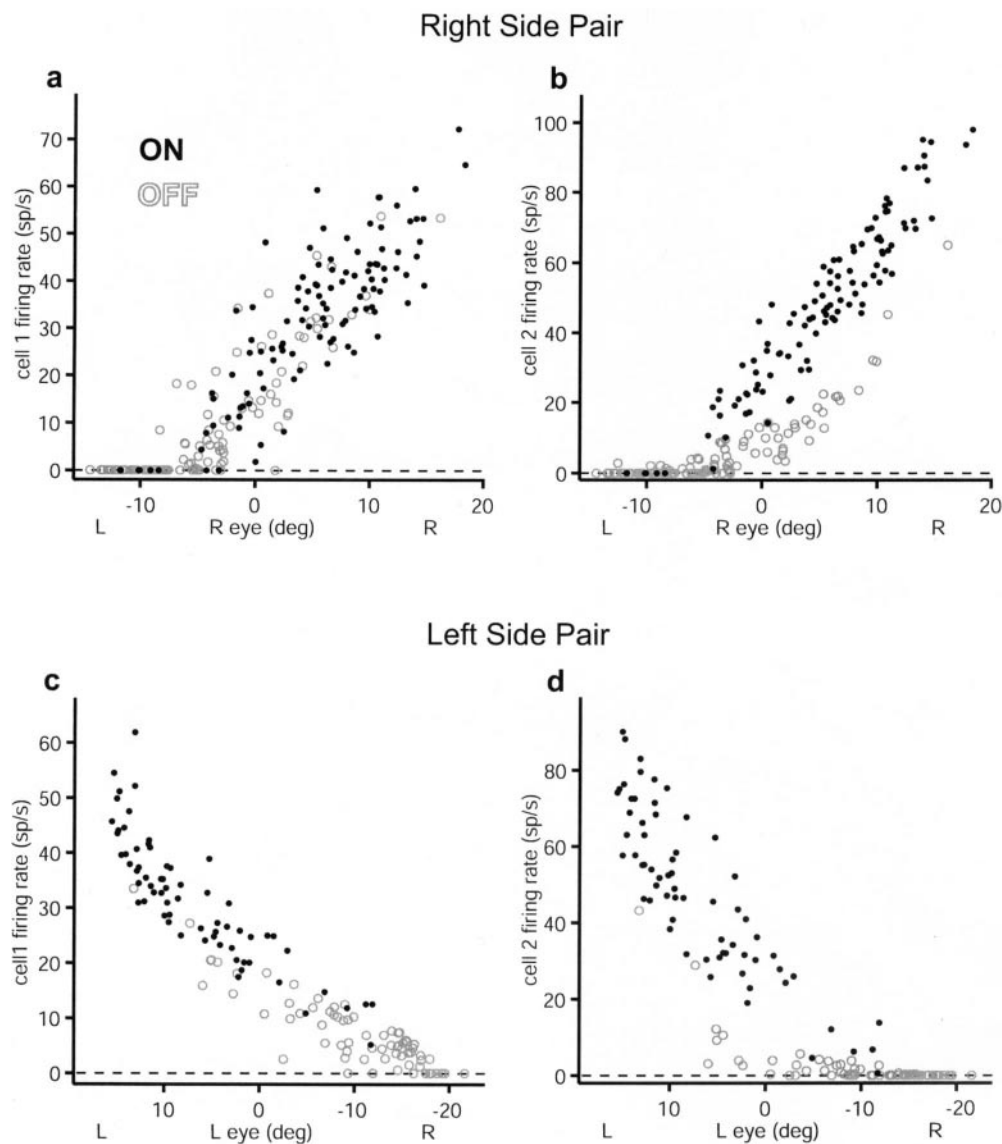 Right Side Pair
a
b
ON
OFF
cell 1 firing rate (sp/s)
70
60
50
40
30
20
10
0
-10
0
10
20
L
R eye (deg)
R
cell 2 firing rate (sp/s)
100
80
60
40
20
0
-10
0
10
20
L
R eye (deg)
R
Left Side Pair
c
d
cell1 firing rate (sp/s)
60
50
40
30
20
10
0
10
0
-10
-20
L
L eye (deg)
R
cell 2 firing rate (sp/s)
80
60
40
20
0
10
0
-10
-20
L
L eye (deg)
R